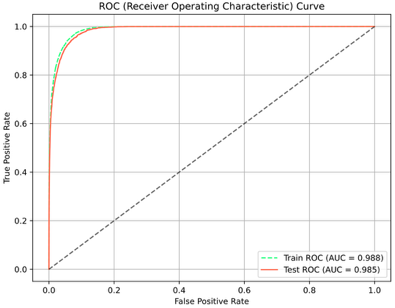 ROC (Receiver Operating Characteristic) Curve
1.0
0.8
0.6
0.4
0.2
0.0
True Positive Rate
Train ROC (AUC = 0.988)
Test ROC (AUC = 0.985)
0.0 0.2 0.4 0.6 0.8 1.0
False Positive Rate